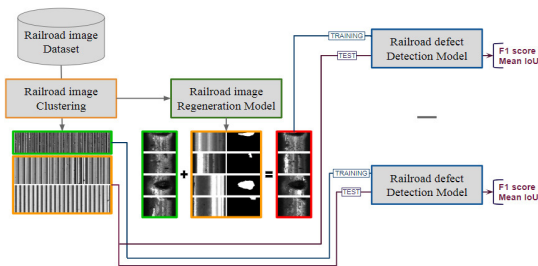 Railroad image
Dataset
Railroad image
Clustering
Railroad image
Regeneration Model
+
=
TRAINING
TEST
Railroad defect
Detection Model
F1 score
Mean IoU
TRAINING
TEST
Railroad defect
Detection Model
F1 score
Mean IoU